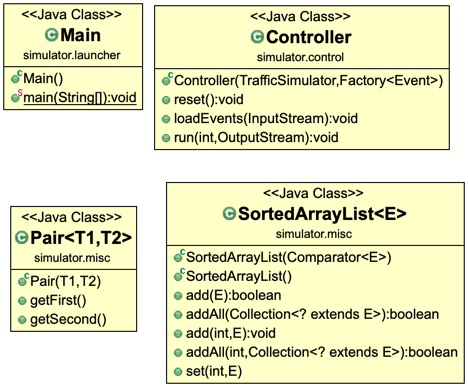 <<Java Class>>
Main
simulator.launcher
Main()
main(String[]):void
<<Java Class>>
Controller
simulator.control
Controller(TrafficSimulator,Factory<Event>)
reset():void
loadEvents(InputStream):void
run(int,OutputStream):void
<<Java Class>>
Pair<T1,T2>
simulator.misc
Pair(T1,T2)
getFirst()
getSecond()
<<Java Class>>
SortedArrayList<E>
simulator.misc
SortedArrayList(Comparator<E>)
SortedArrayList()
add(E):boolean
addAll(Collection<? extends E>):boolean
add(int,E):void
addAll(int,Collection<? extends E>):boolean
set(int,E)